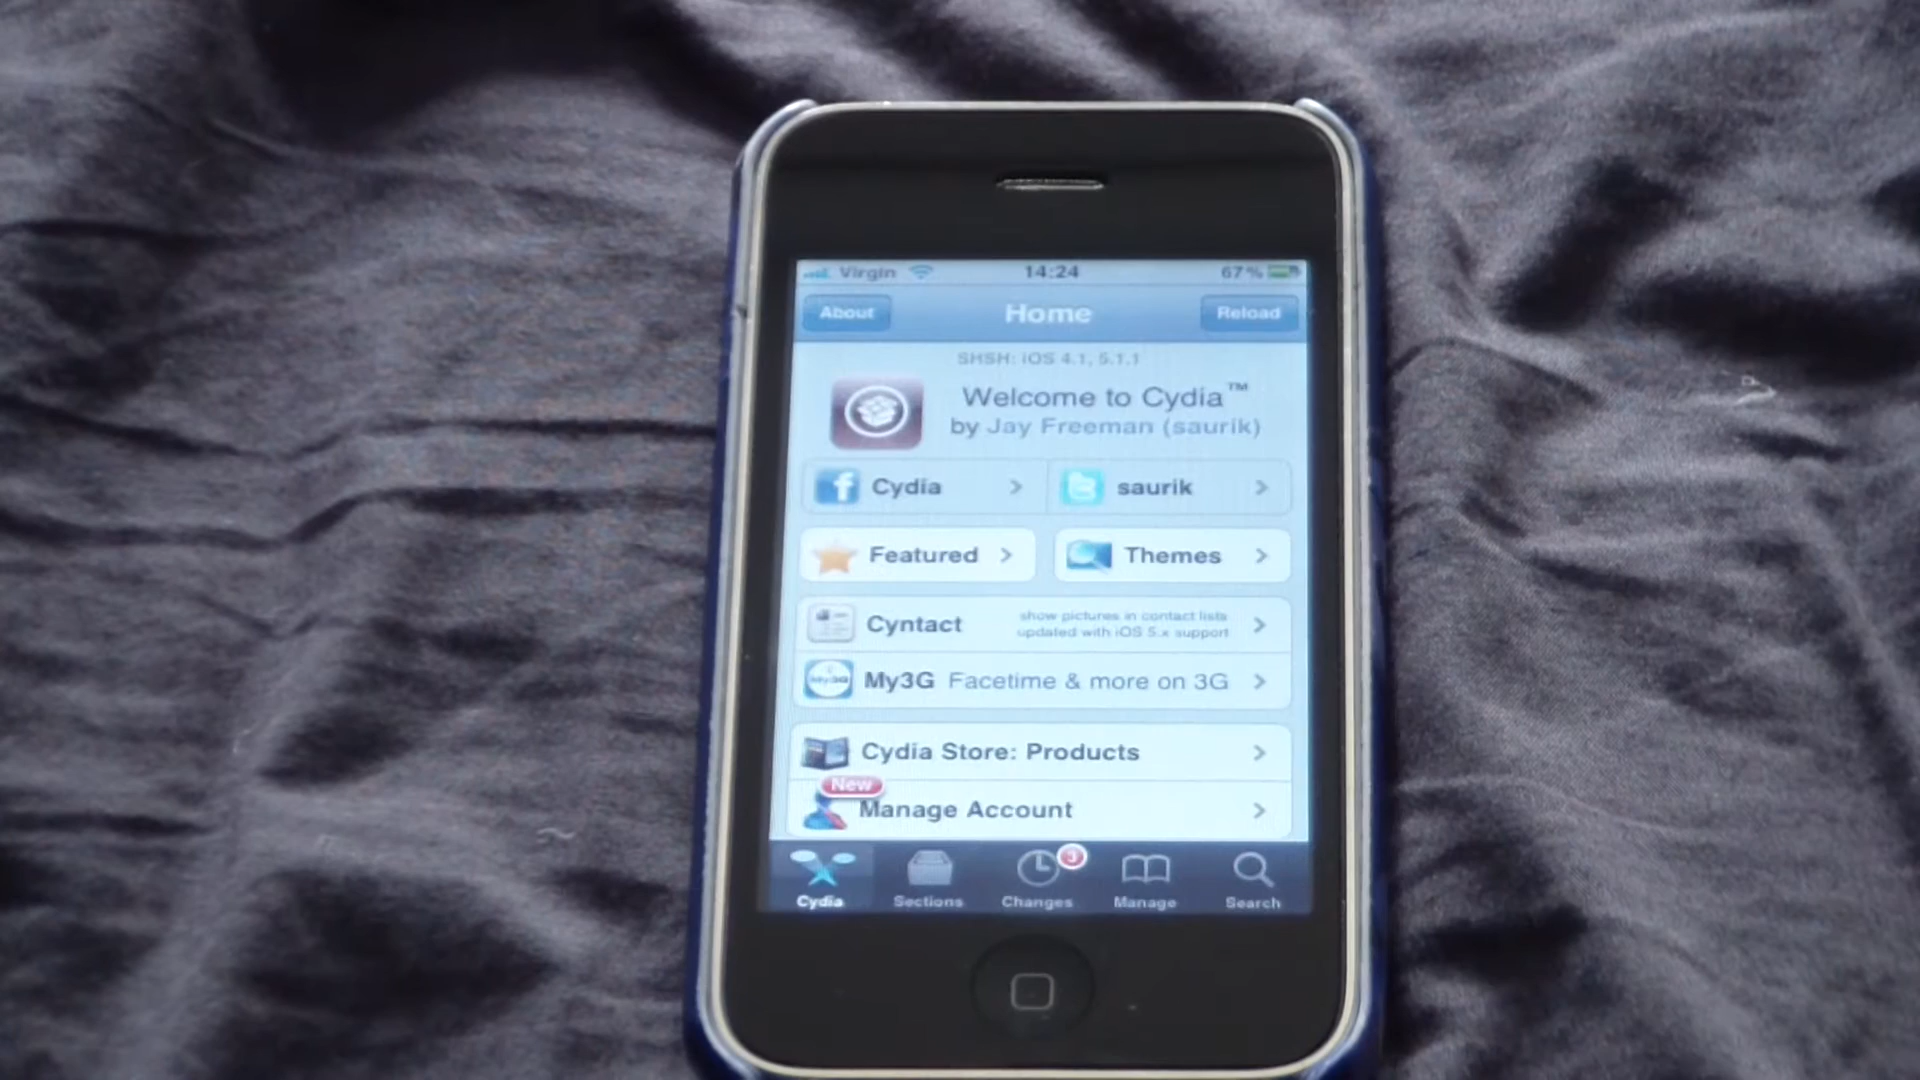 Virgin 14:24 67%
About Home Reload
SHSH: iOS 4.1, 5.1.1
Welcome to Cydia™
by Jay Freeman (saurik)
Cydia saurik
Featured Themes
Cyntact show pictures in contact lists
updated with iOS 5.x support
My3G Facetime & more on 3G
Cydia Store: Products
New
Manage Account
3
Cydia Sections Changes Manage Search